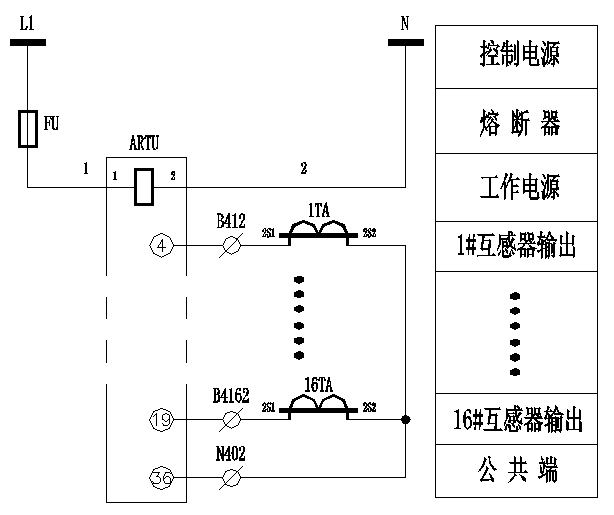 L1
N
控制电源
FU
熔断器
ARTU
1
1
2
2
工作电源
B412
1TA
4
2S1
2S2
1#互感器输出
B4162
16TA
19
2S1
2S2
16#互感器输出
N402
36
公共端